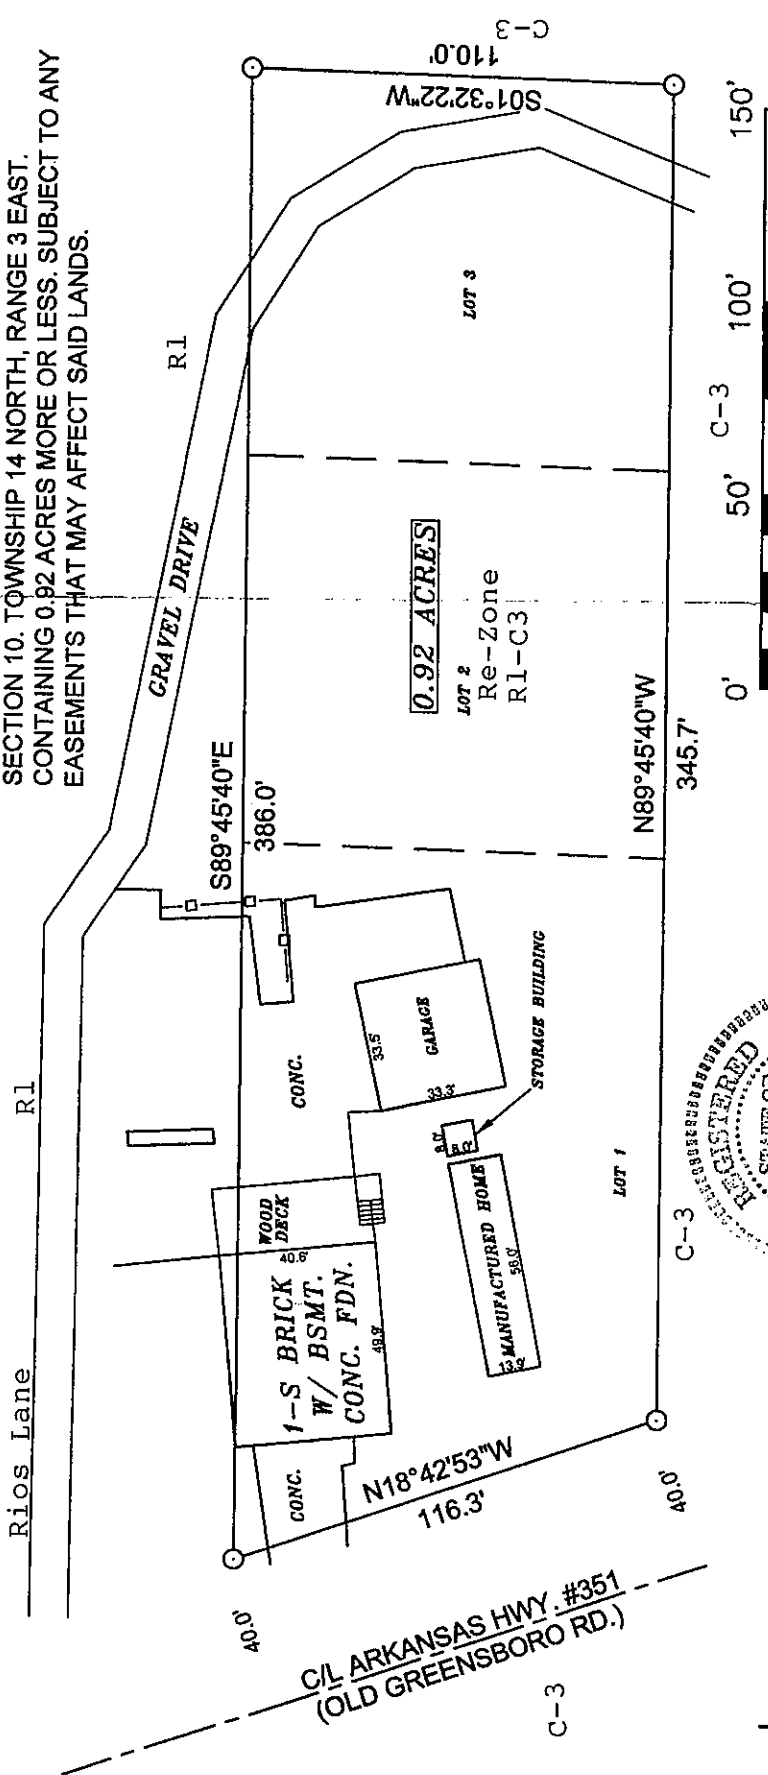 SECTION 10. TOWNSHIP 14 NORTH, RANGE 3 EAST.
CONTAINING 0.92 ACRES MORE OR LESS. SUBJECT TO ANY
EASEMENTS THAT MAY AFFECT SAID LANDS.
Rios Lane
R1
R1
GRAVEL DRIVE
S89°45'40"E
386.0'
S01°32'22"W
110.0'
C-3
LOT 3
0.92 ACRES
LOT 2
Re-Zone
R1-C3
N89°45'40"W
345.7'
C-3
CONC.
33.5'
GARAGE
33.3'
STORAGE BUILDING
8.0'
8.0'
WOOD
DECK
40.6'
1-S BRICK
W/ BSMT.
CONC. FDN.
49.9'
MANUFACTURED HOME
56.0'
13.9'
LOT 1
C-3
CONC.
N18°42'53"W
116.3'
40.0'
40.0'
C/L ARKANSAS HWY. #351
(OLD GREENSBORO RD.)
C-3
0' 50' 100' 150'
REGISTERED